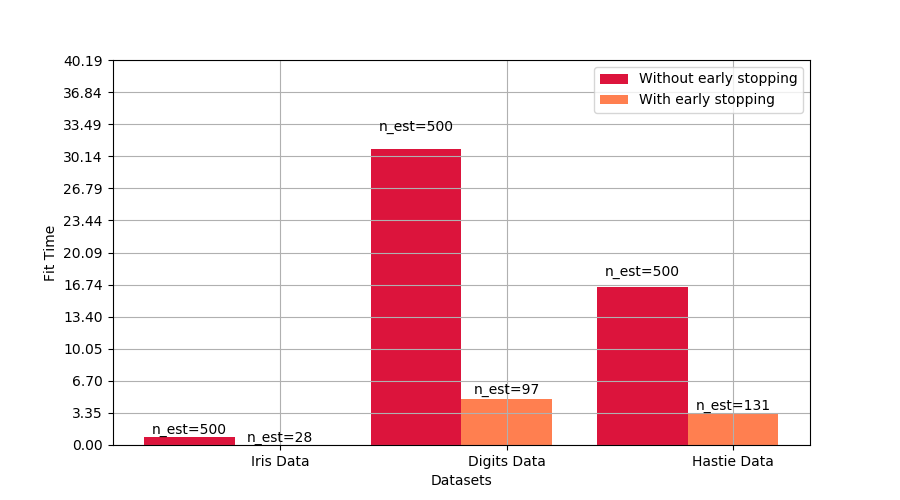 40.19
36.84
33.49
30.14
26.79
23.44
20.09
16.74
13.40
10.05
6.70
3.35
0.00
Fit Time
Without early stopping
With early stopping
n_est=500
n_est=28
n_est=500
n_est=97
n_est=500
n_est=131
Iris Data
Digits Data
Hastie Data
Datasets